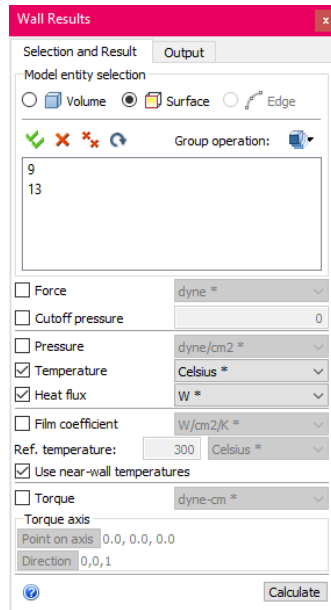 Wall Results
x
Selection and Result Output
Model entity selection
Volume Surface Edge
Group operation:
9
13
Force dyne *
Cutoff pressure 0
Pressure dyne/cm2 *
Temperature Celsius *
Heat flux W *
Film coefficient W/cm2/K *
Ref. temperature: 300 Celsius *
Use near-wall temperatures
Torque dyne-cm *
Torque axis
Point on axis 0.0, 0.0, 0.0
Direction 0,0,1
? Calculate